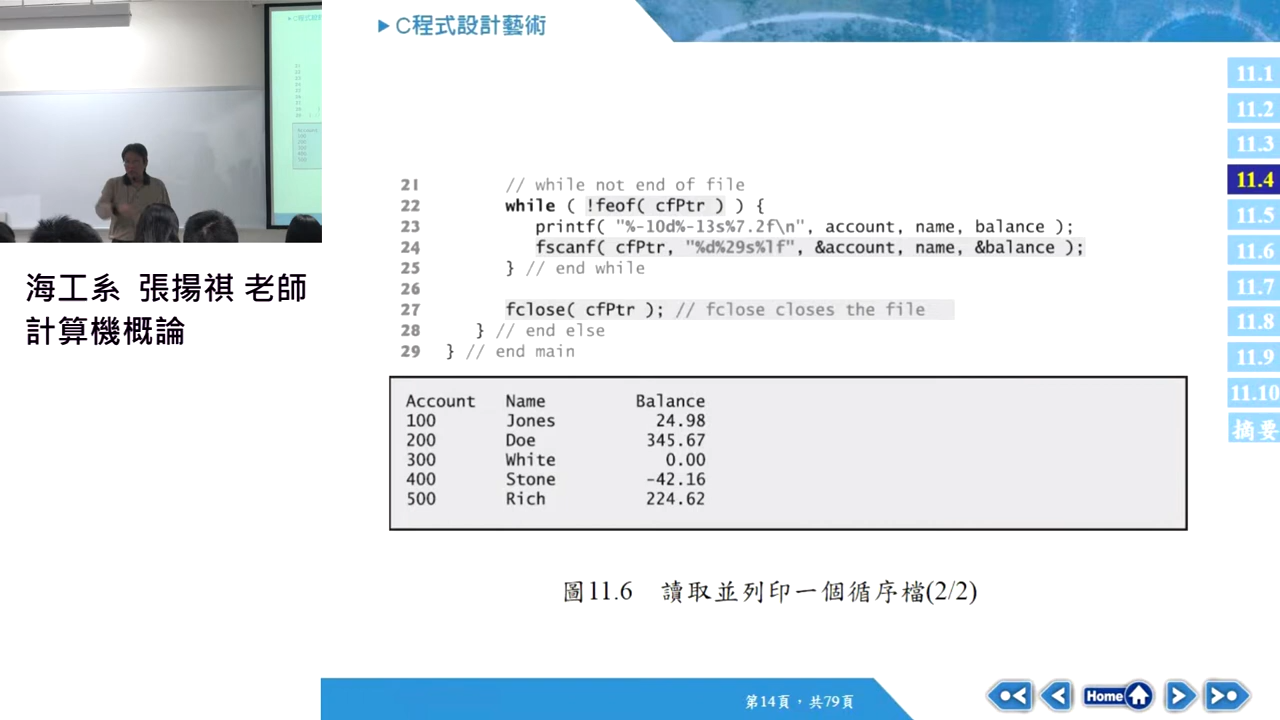 C程式設計藝術
11.1
11.2
11.3
11.4
11.5
11.6
11.7
11.8
11.9
11.10
摘要
海工系 張揚祺 老師
計算機概論
21 // while not end of file
22 while ( !feof( cfPtr ) ) {
23 printf( "%-10d%-13s%7.2f\n", account, name, balance );
24 fscanf( cfPtr, "%d%29s%lf", &account, name, &balance );
25 } // end while
26
27 fclose( cfPtr ); // fclose closes the file
28 } // end else
29 } // end main
Account Name Balance
100 Jones 24.98
200 Doe 345.67
300 White 0.00
400 Stone -42.16
500 Rich 224.62
圖11.6 讀取並列印一個循序檔(2/2)
第14頁，共79頁
Home